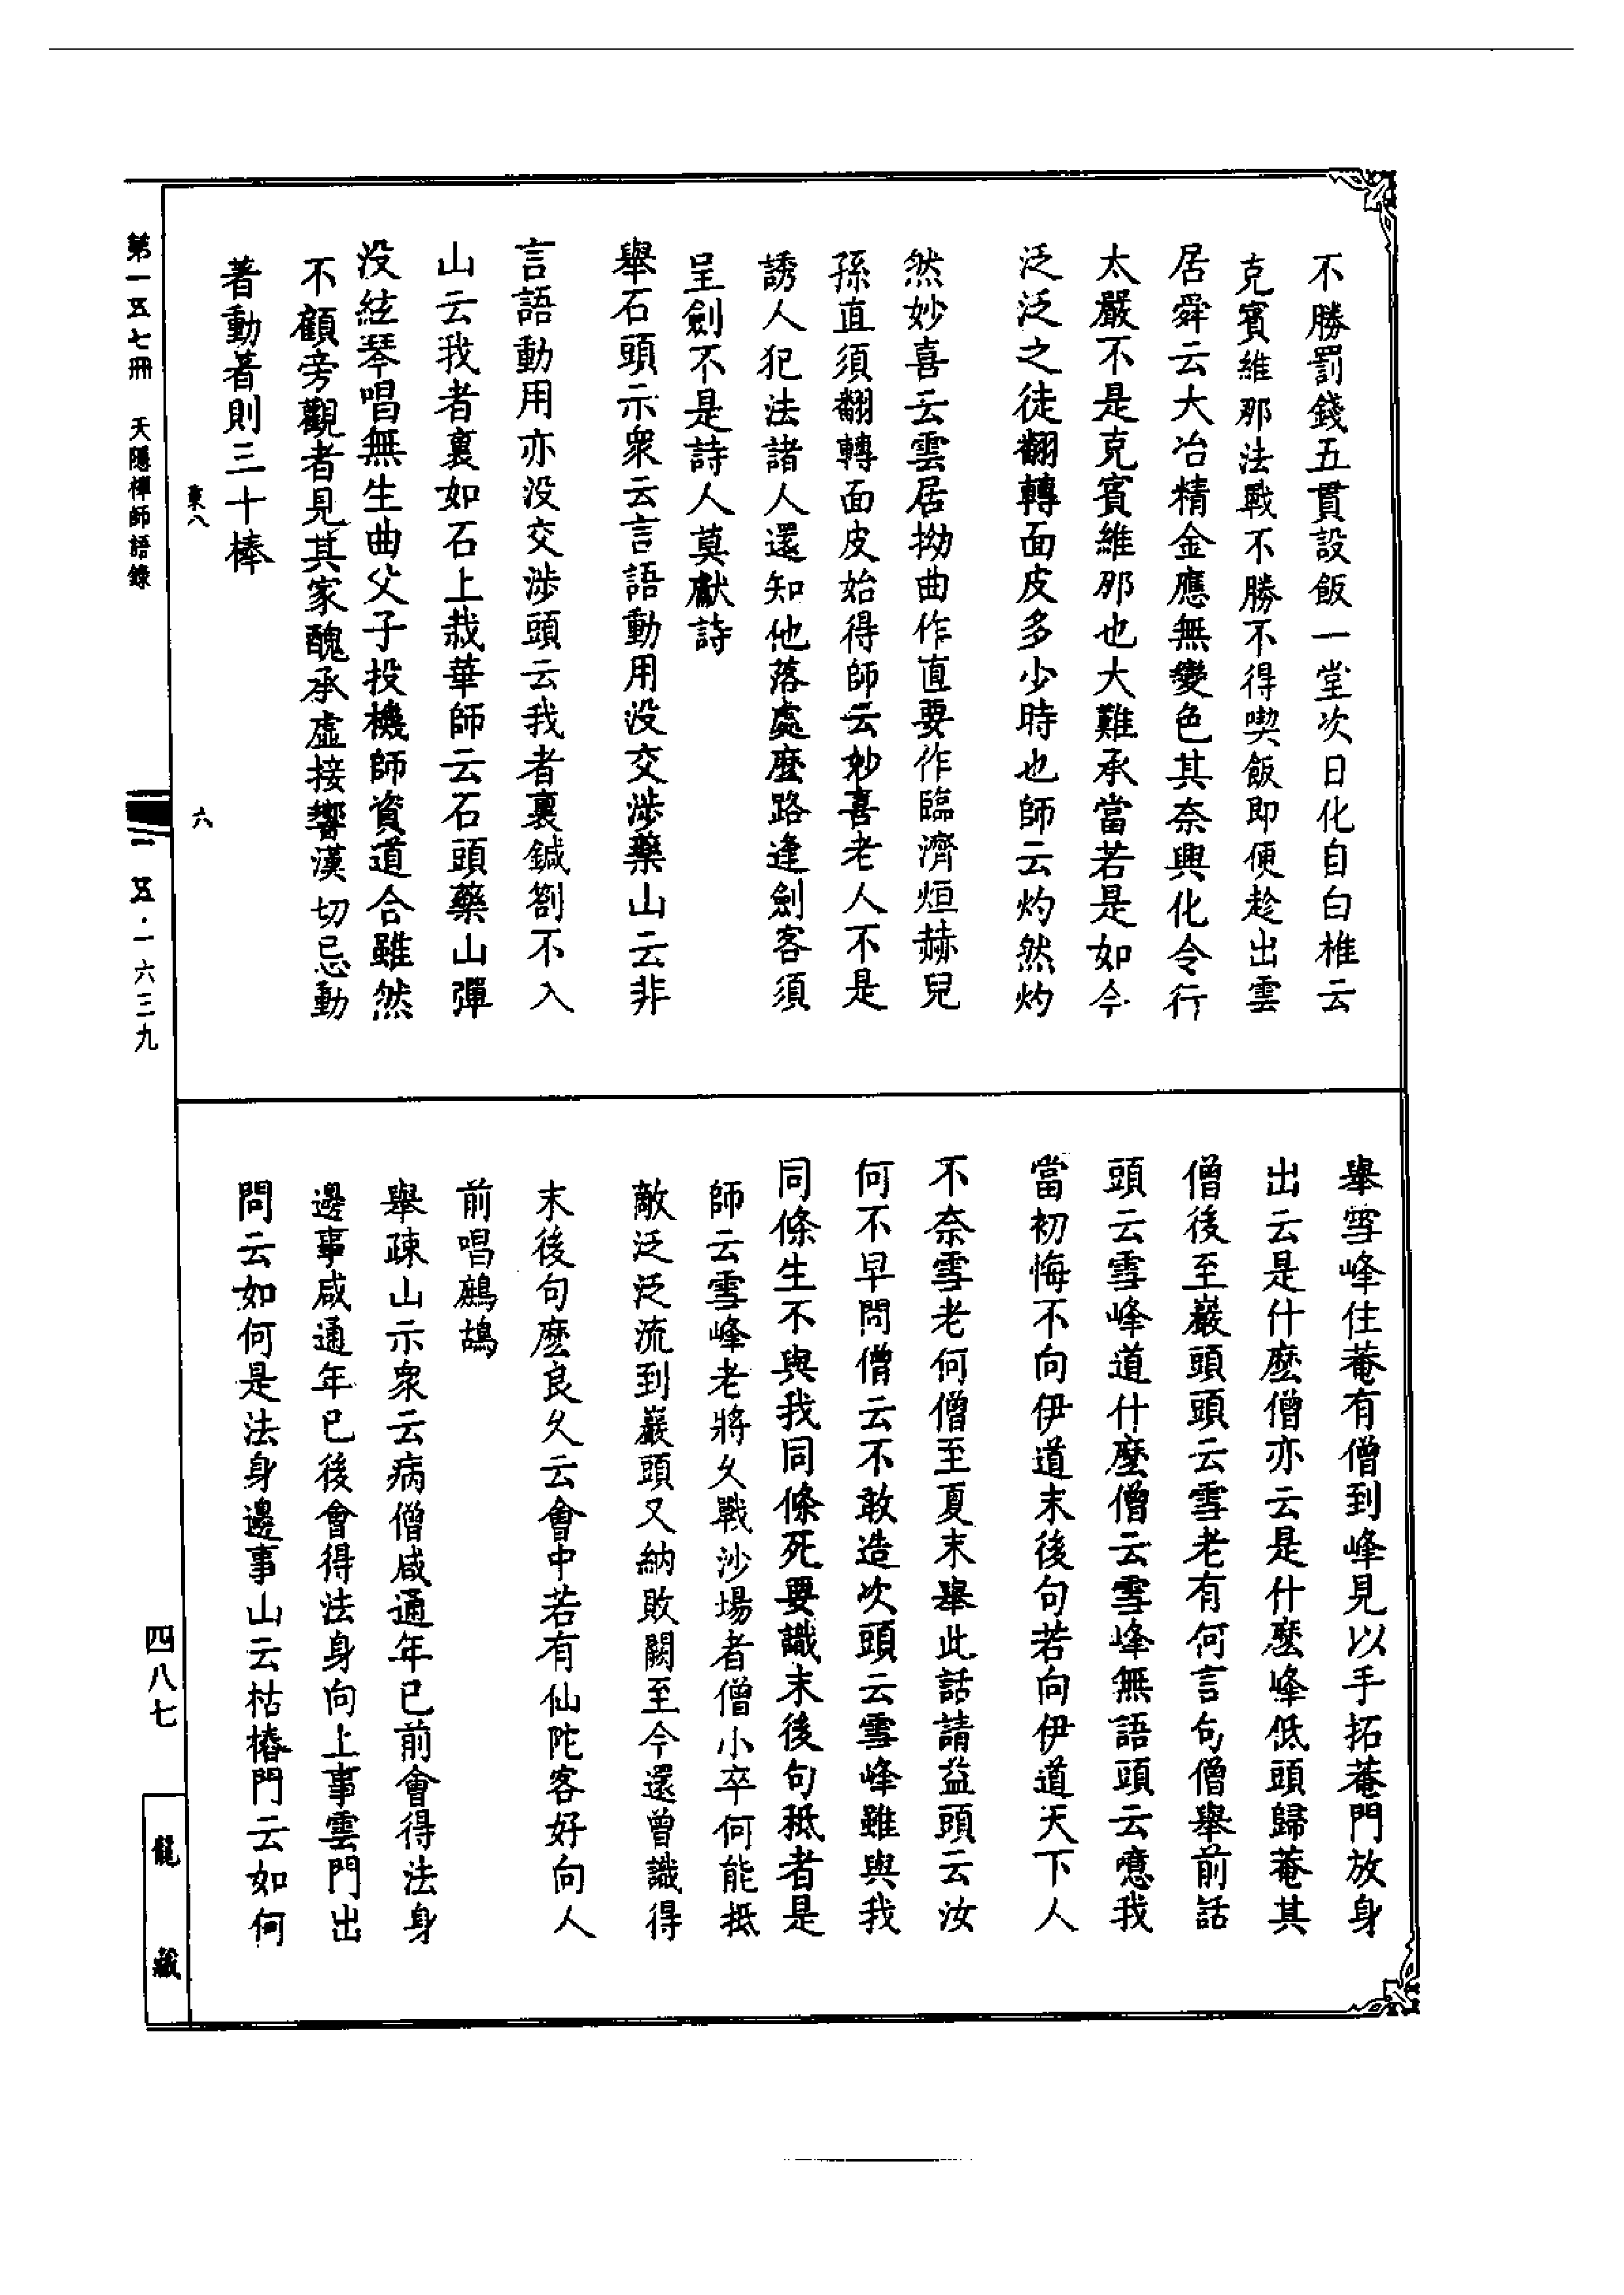 不勝罰錢五貫設飯一堂次日化自白椎云
克賓維那法戰不勝不得喫飯即便趁出雲
居舜云大冶精金應無變色其奈興化令行
太嚴不是克賓維那也大難承當若是如今
泛泛之徒翻轉面皮多少時也師云灼然灼
然妙喜云雲居拗曲作直要作臨濟烜赫兒
孫直須翻轉面皮始得師云妙喜老人不是
誘人犯法諸人還知他落處麼路逢劍客須
呈劍不是詩人莫獻詩
舉石頭示衆云言語動用没交涉藥山云非
言語動用亦没交涉頭云我者裏鍼劄不入
山云我者裏如石上栽華師云石頭藥山彈
没絃琴唱無生曲父子投機師資道合雖然
不顧旁觀者見其家醜承虛接響漢切忌動
著動著則三十棒
東八
六
舉雪峰住菴有僧到峰見以手拓菴門放身
出云是什麼僧亦云是什麼峰低頭歸菴其
僧後至巖頭頭云雪老有何言句僧舉前話
頭云雪峰道什麼僧云雪峰無語頭云噫我
當初悔不向伊道末後句若向伊道天下人
不奈雪老何僧至夏末舉此話請益頭云汝
何不早問僧云不敢造次頭云雪峰雖與我
同條生不與我同條死要識末後句秪者是
師云雪峰老將久戰沙場者僧小卒何能抵
敵泛泛流到巖頭又納敗闕至今還曾識得
末後句麼良久云會中若有仙陀客好向人
前唱鷓鴣
舉疎山示衆云病僧咸通年已前會得法身
邊事咸通年已後會得法身向上事雲門出
問云如何是法身邊事山云枯樁門云如何
第一五七冊 天隱禪師語錄
二五·一六三九
四八七
龍藏